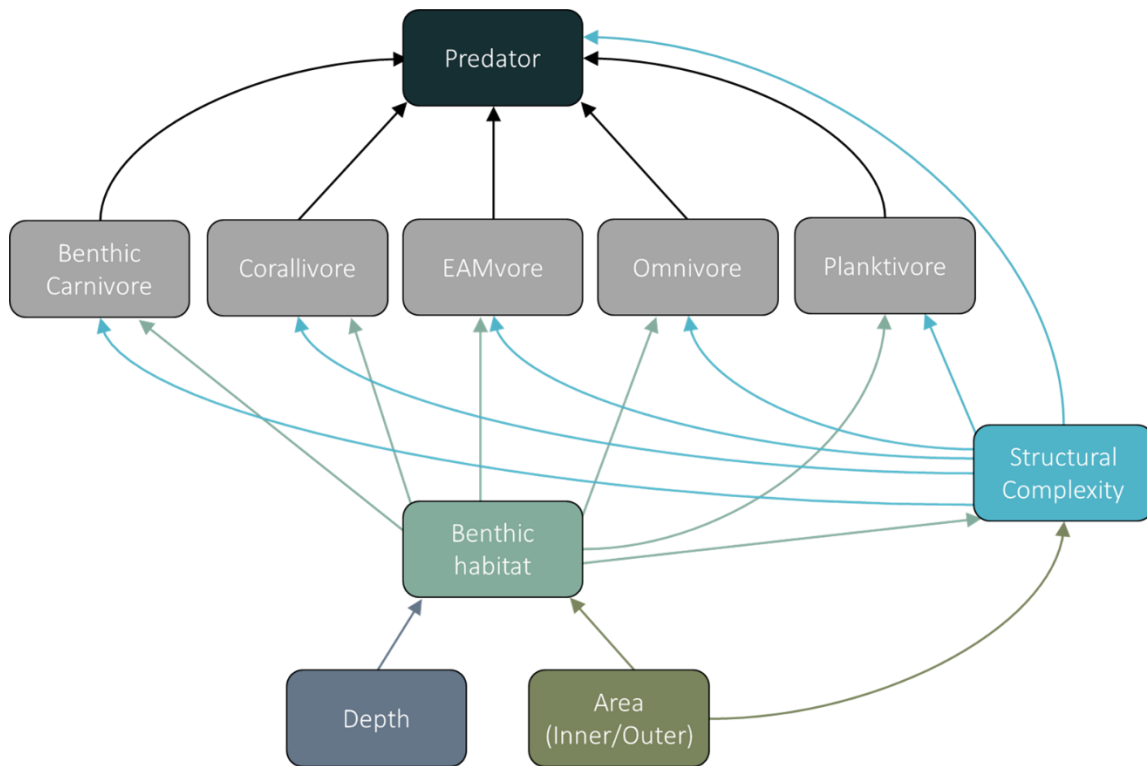 Predator
Benthic
Carnivore
Corallivore
EAMvore
Omnivore
Planktivore
Structural
Complexity
Benthic
habitat
Depth
Area
(Inner/Outer)